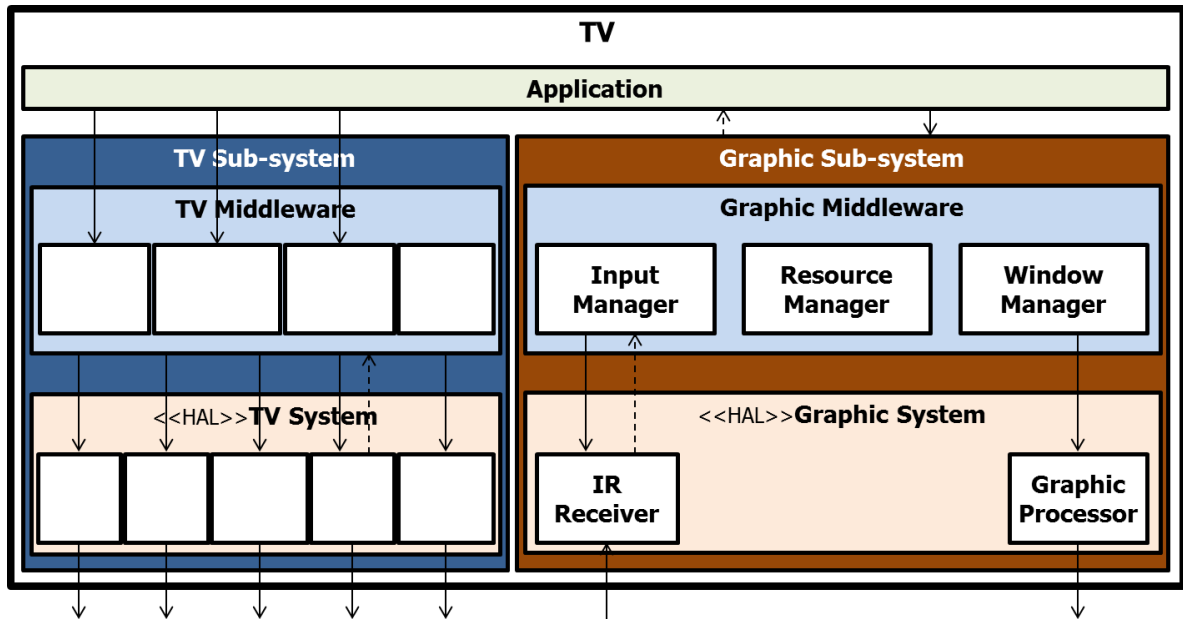 TV
Application
TV Sub-system
Graphic Sub-system
TV Middleware
Graphic Middleware
Input
Manager
Resource
Manager
Window
Manager
<<HAL>>TV System
<<HAL>>Graphic System
IR
Receiver
Graphic
Processor